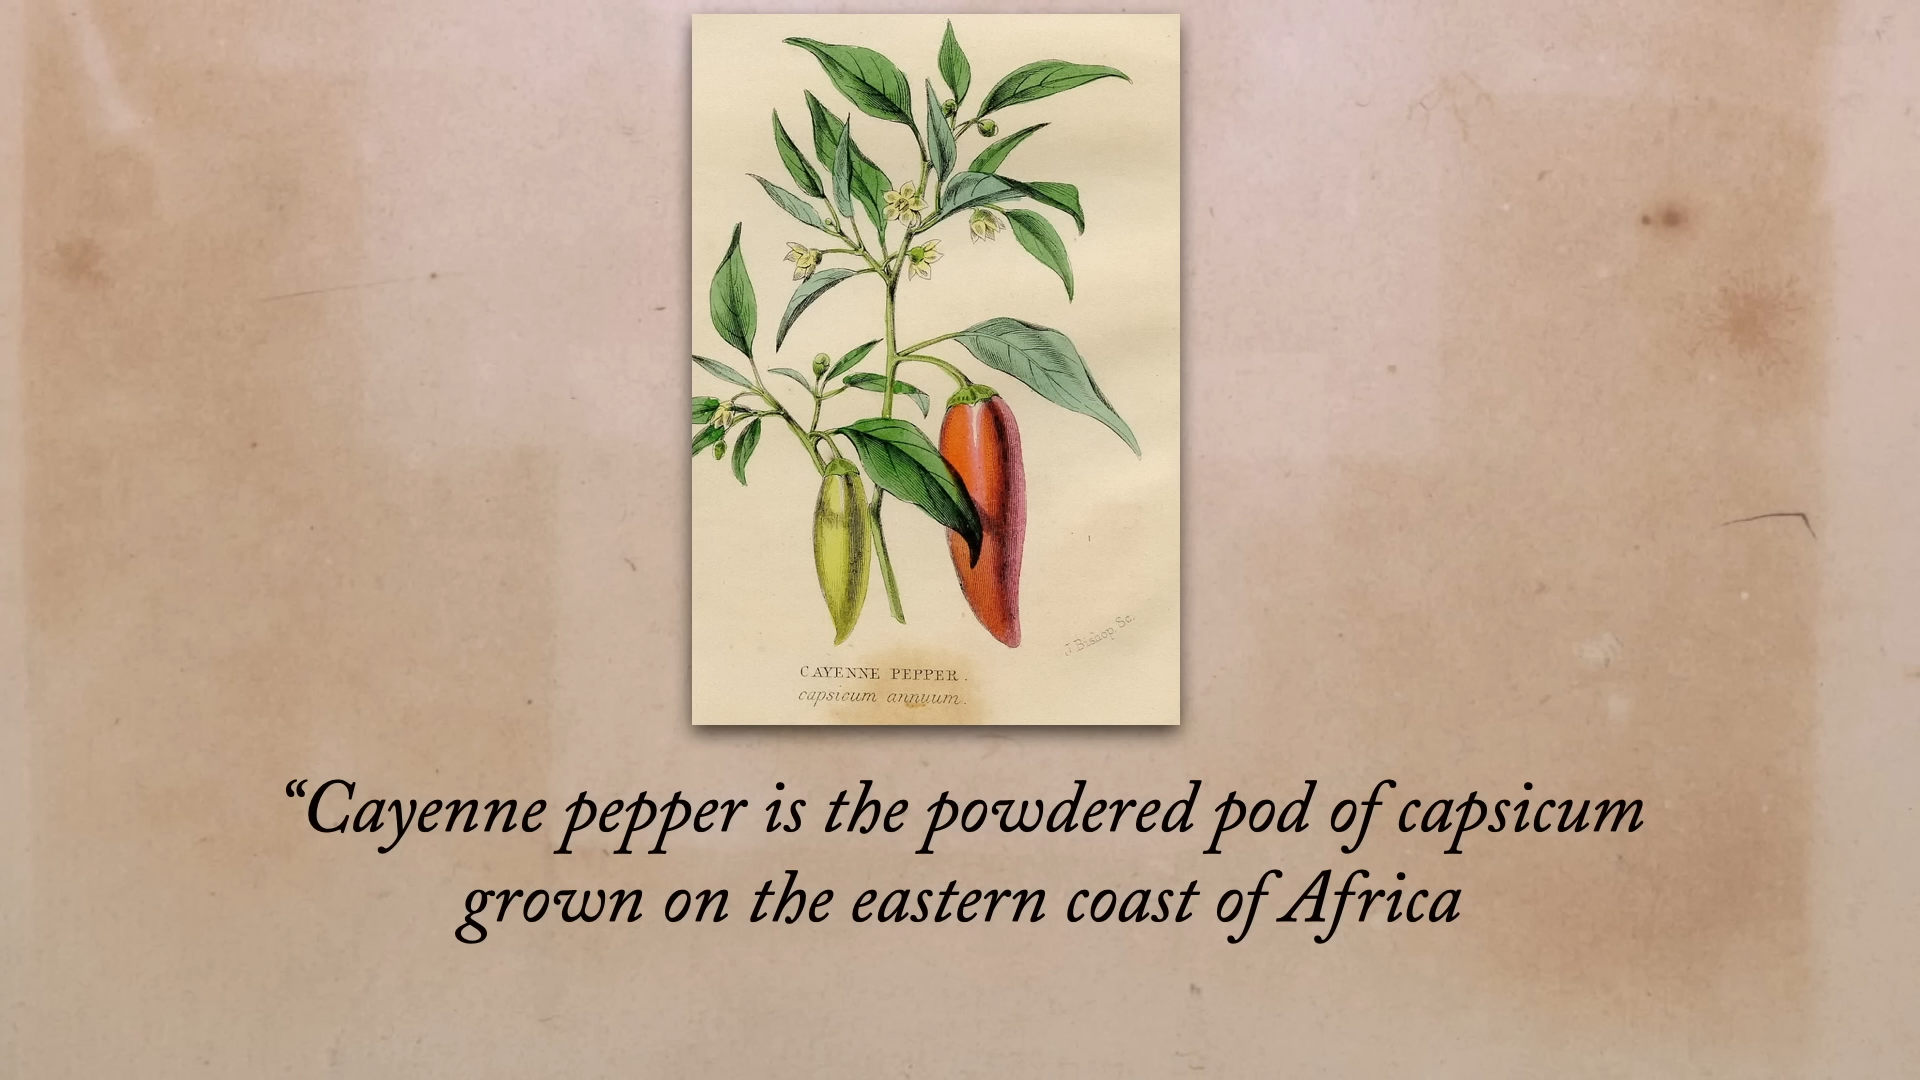 CAYENNE PEPPER.
capsicum annuum.
J. Bishop, Sc.
“Cayenne pepper is the powdered pod of capsicum
grown on the eastern coast of Africa